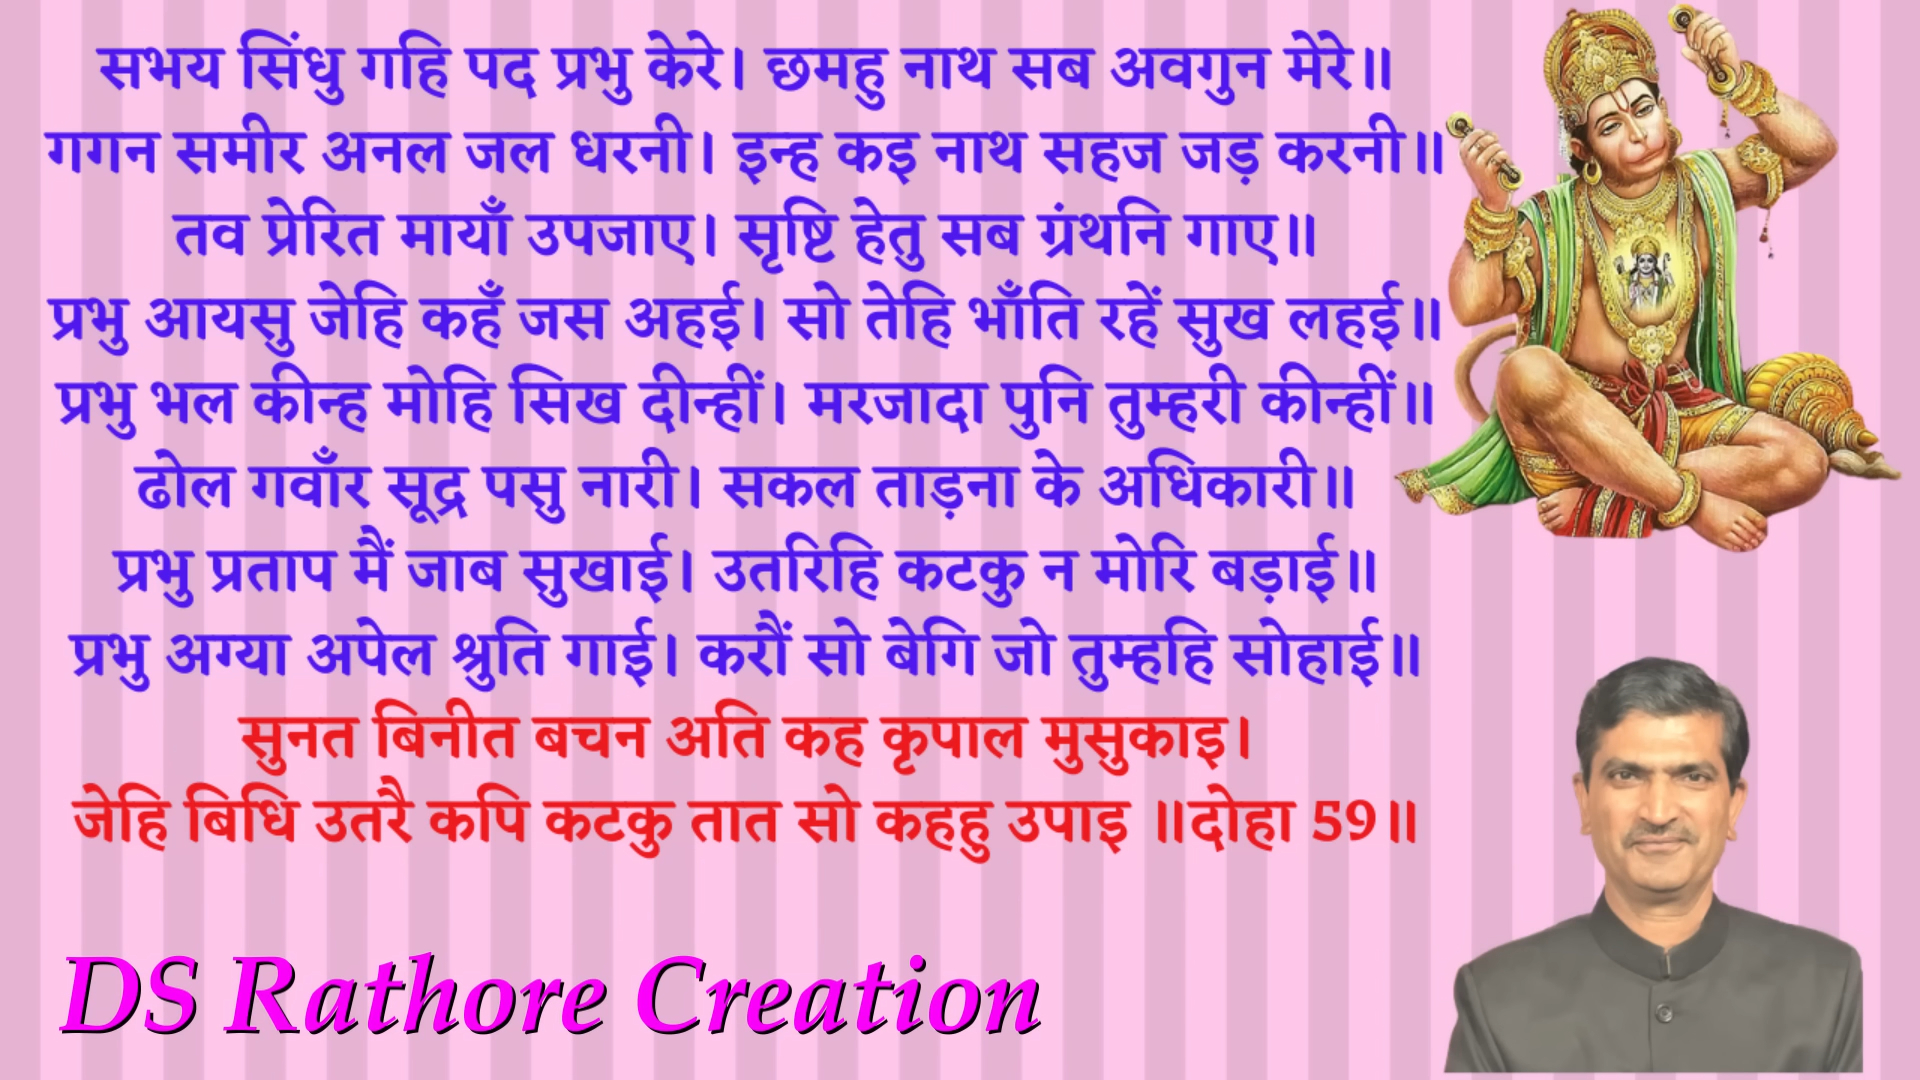 सभय सिंधु गहि पद प्रभु केरे। छमहु नाथ सब अवगुन मेरे॥
गगन समीर अनल जल धरनी। इन्ह कइ नाथ सहज जड़ करनी॥
तव प्रेरित मायाँ उपजाए। सृष्टि हेतु सब ग्रंथनि गाए॥
प्रभु आयसु जेहि कहँ जस अहई। सो तेहि भाँति रहें सुख लहई॥
प्रभु भल कीन्ह मोहि सिख दीन्हीं। मरजादा पुनि तुम्हरी कीन्हीं॥
ढोल गवाँर सूद्र पसु नारी। सकल ताड़ना के अधिकारी॥
प्रभु प्रताप मैं जाब सुखाई। उतरिहि कटकु न मोरि बड़ाई॥
प्रभु अग्या अपेल श्रुति गाई। करौं सो बेगि जो तुम्हहि सोहाई॥
सुनत बिनीत बचन अति कह कृपाल मुसुकाइ।
जेहि बिधि उतरै कपि कटकु तात सो कहहु उपाइ ॥दोहा 59॥
DS Rathore Creation